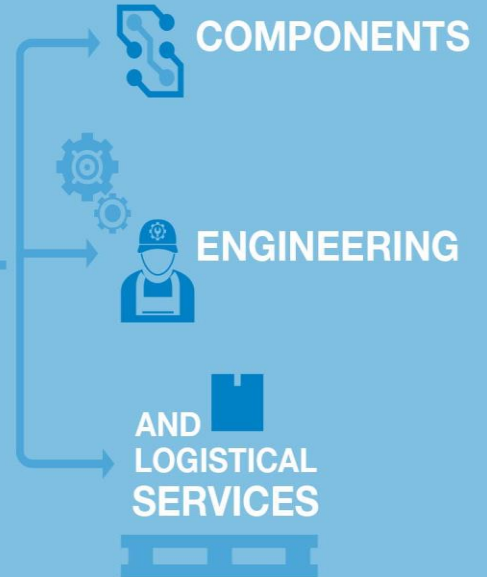 COMPONENTS
ENGINEERING
AND
LOGISTICAL
SERVICES